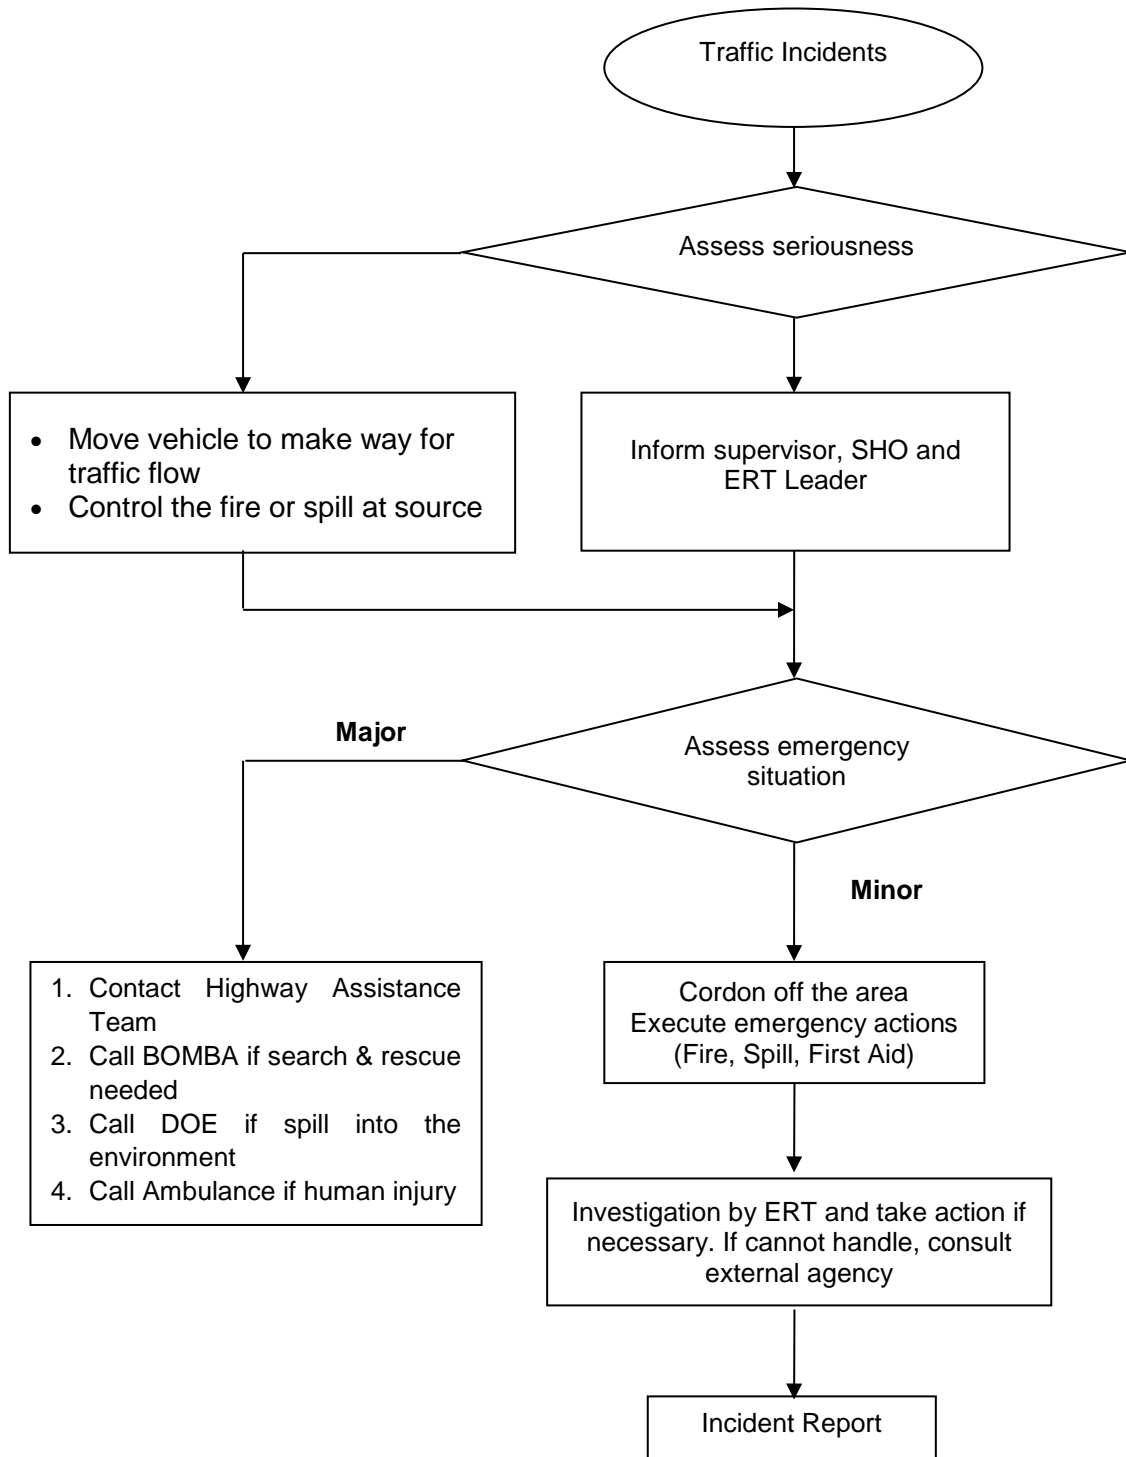 Traffic Incidents
Assess seriousness
• Move vehicle to make way for
traffic flow
• Control the fire or spill at source
Inform supervisor, SHO and
ERT Leader
Major
Assess emergency
situation
Minor
1. Contact Highway Assistance
Team
2. Call BOMBA if search & rescue
needed
3. Call DOE if spill into the
environment
4. Call Ambulance if human injury
Cordon off the area
Execute emergency actions
(Fire, Spill, First Aid)
Investigation by ERT and take action if
necessary. If cannot handle, consult
external agency
Incident Report